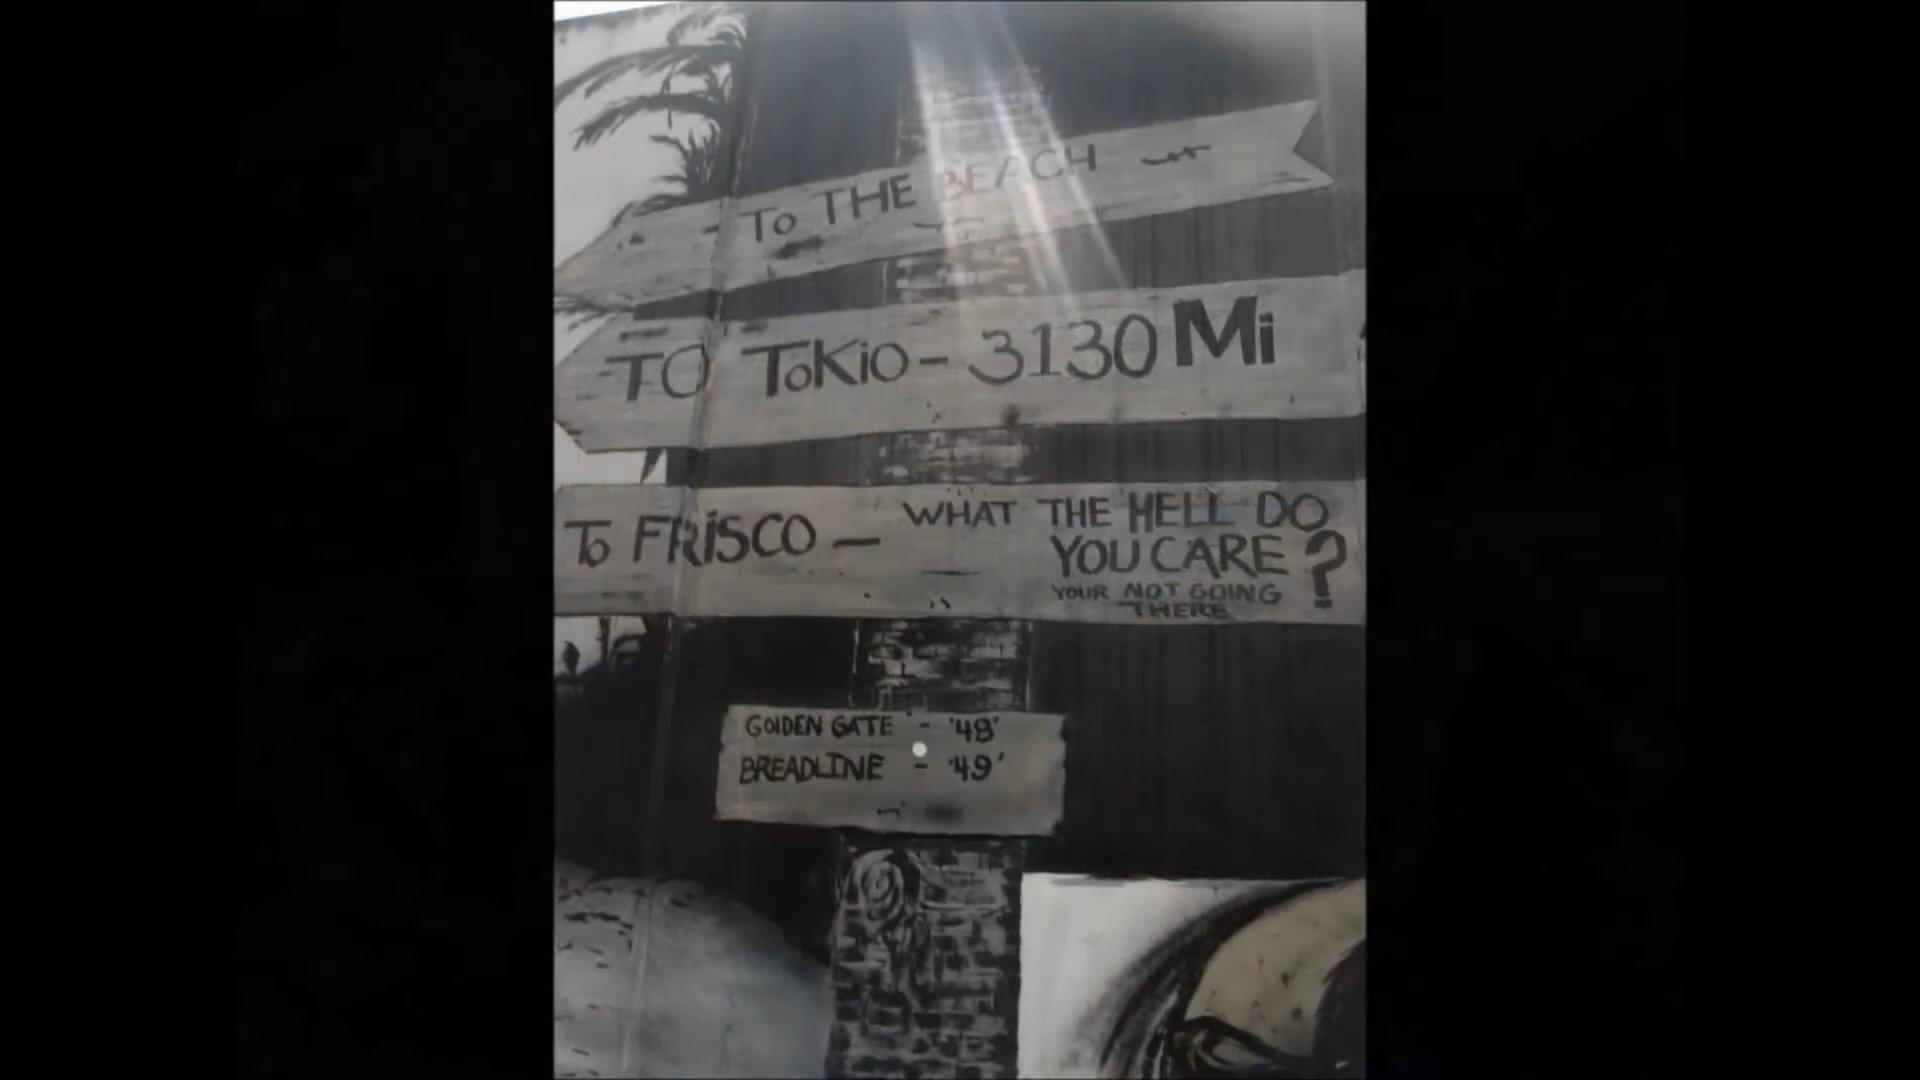 To THE BEACH
TO ToKio - 3130 Mi
To FRiSCO - WHAT THE HELL DO
YOU CARE?
YOUR NOT GOING
THERE
GOlDEN GATE - '48'
BREADLINE - '49'